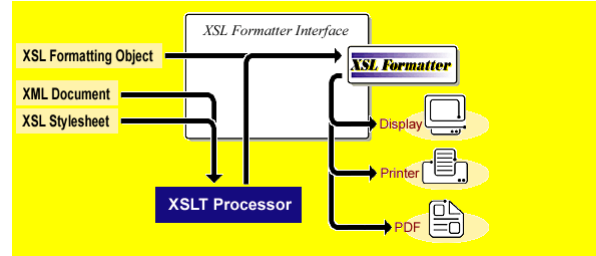 XSL Formatter Interface
XSL Formatting Object
XSL Formatter
XML Document
XSL Stylesheet
Display
Printer
XSLT Processor
PDF